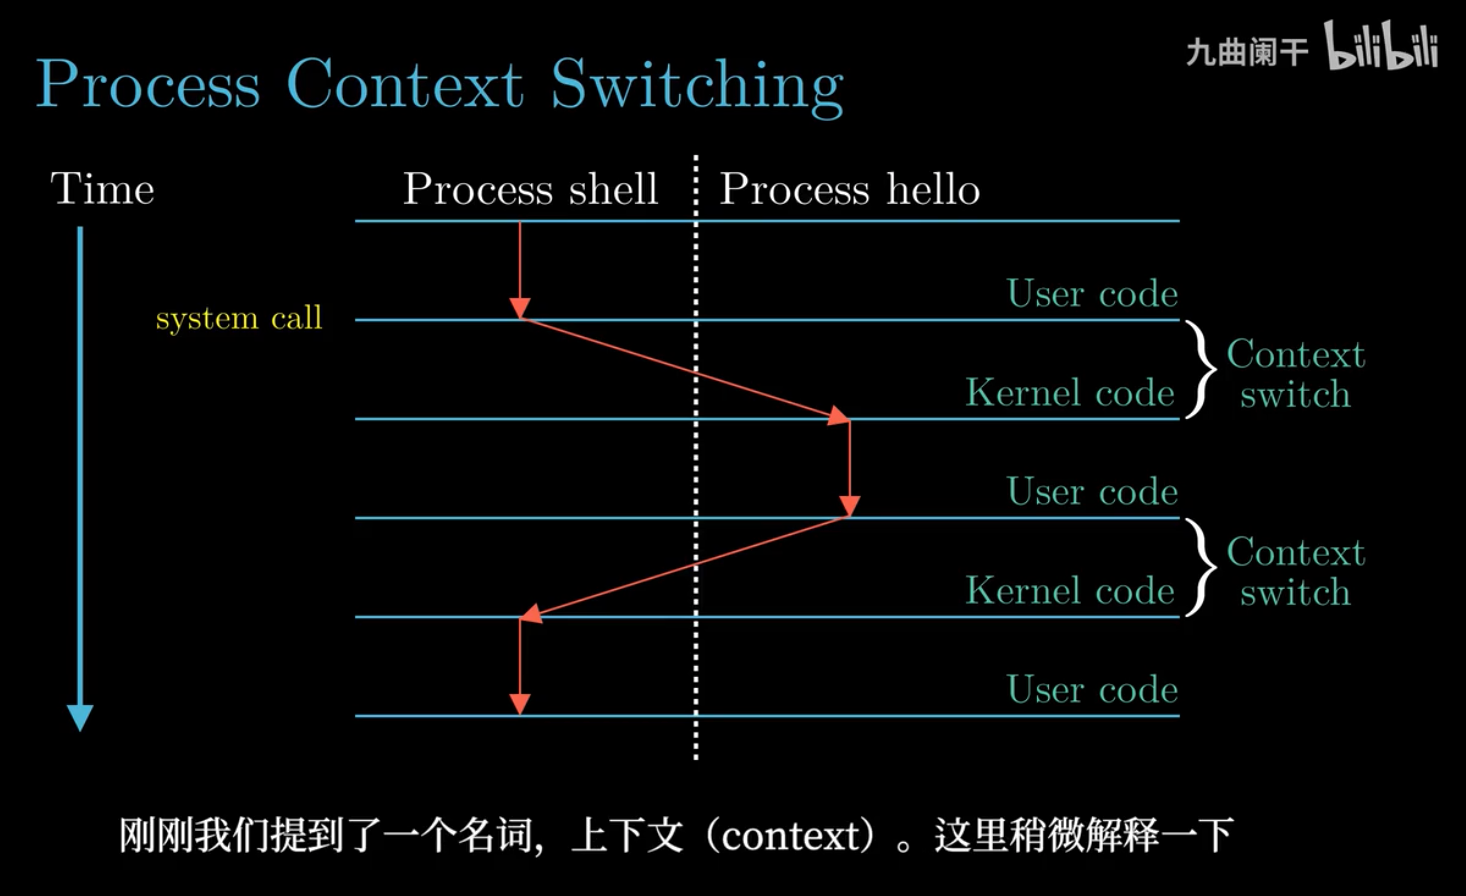 九曲阑干 bilibili
Process Context Switching
Time
Process shell
Process hello
User code
system call
Context
switch
Kernel code
User code
Context
switch
Kernel code
User code
刚刚我们提到了一个名词，上下文（context）。这里稍微解释一下